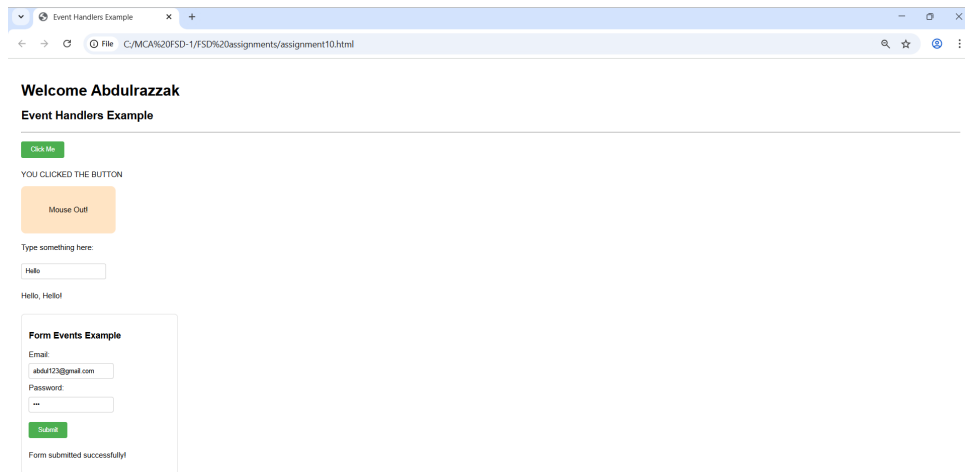 Event Handlers Example
File C:/MCA%20FSD-1/FSD%20assignments/assignment10.html
Welcome Abdulrazzak
Event Handlers Example
Click Me
YOU CLICKED THE BUTTON
Mouse Out!
Type something here:
Hello
Hello, Hello!
Form Events Example
Email:
abdul123@gmail.com
Password:
•••
Submit
Form submitted successfully!